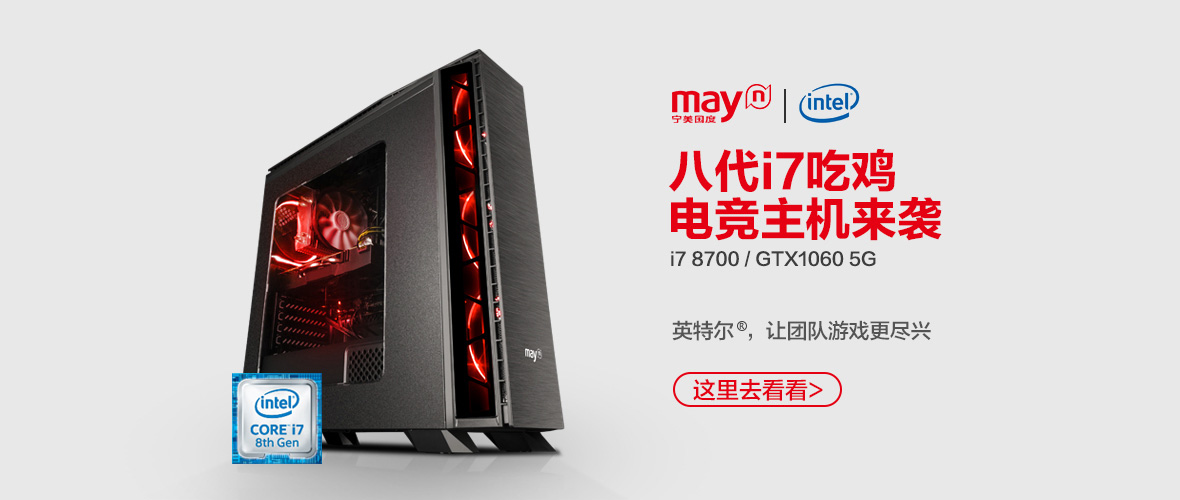 may n
宁美国度
intel
八代i7吃鸡
电竞主机来袭
i7 8700 / GTX1060 5G
英特尔®，让团队游戏更尽兴
这里去看看>
may n
intel
CORE i7
8th Gen